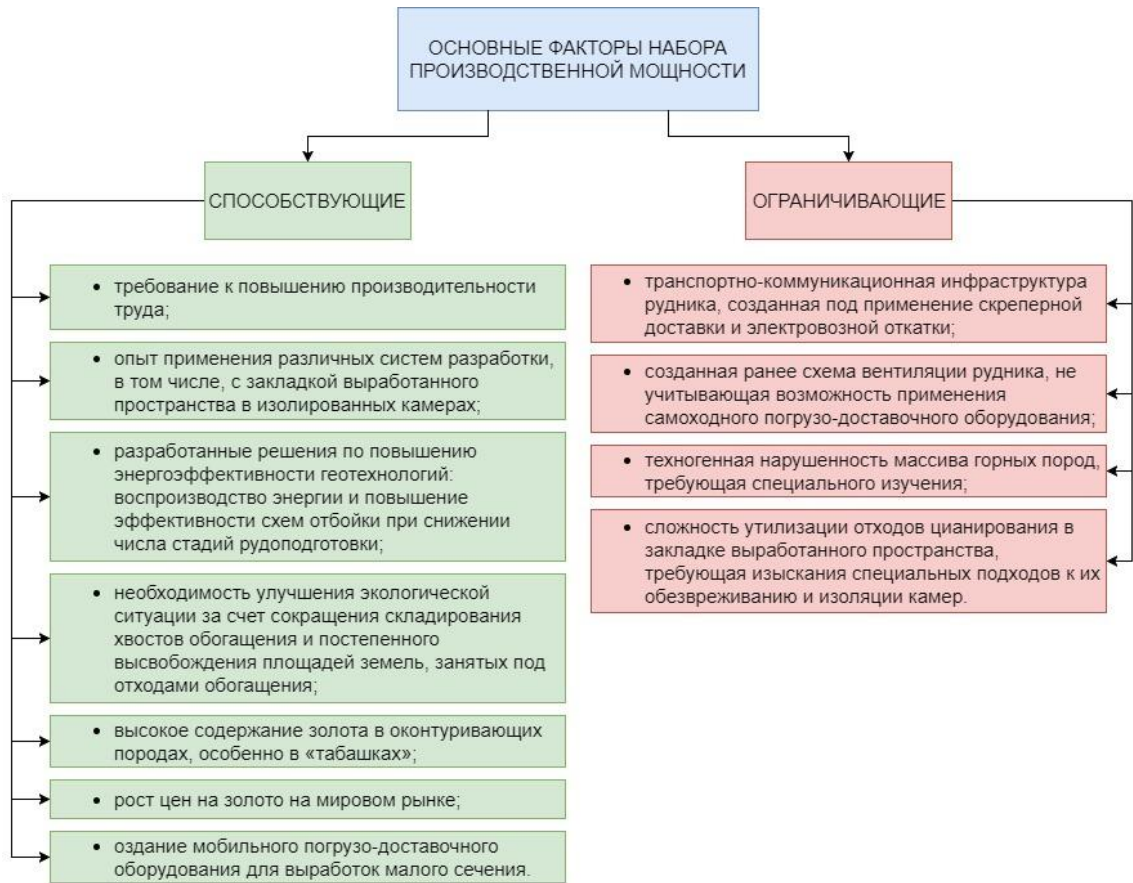 ОСНОВНЫЕ ФАКТОРЫ НАБОРА
ПРОИЗВОДСТВЕННОЙ МОЩНОСТИ
СПОСОБСТВУЮЩИЕ
• требование к повышению производительности
труда;
• опыт применения различных систем разработки,
в том числе, с закладкой выработанного
пространства в изолированных камерах;
• разработанные решения по повышению
энергоэффективности геотехнологий:
воспроизводство энергии и повышение
эффективности схем отбойки при снижении
числа стадий рудоподготовки;
• необходимость улучшения экологической
ситуации за счет сокращения складирования
хвостов обогащения и постепенного
высвобождения площадей земель, занятых под
отходами обогащения;
• высокое содержание золота в оконтуривающих
породах, особенно в «табашках»;
• рост цен на золото на мировом рынке;
• оздание мобильного погрузо-доставочного
оборудования для выработок малого сечения.
ОГРАНИЧИВАЮЩИЕ
• транспортно-коммуникационная инфраструктура
рудника, созданная под применение скреперной
доставки и электровозной откатки;
• созданная ранее схема вентиляции рудника, не
учитывающая возможность применения
самоходного погрузо-доставочного оборудования;
• техногенная нарушенность массива горных пород,
требующая специального изучения;
• сложность утилизации отходов цианирования в
закладке выработанного пространства,
требующая изыскания специальных подходов к их
обезвреживанию и изоляции камер.